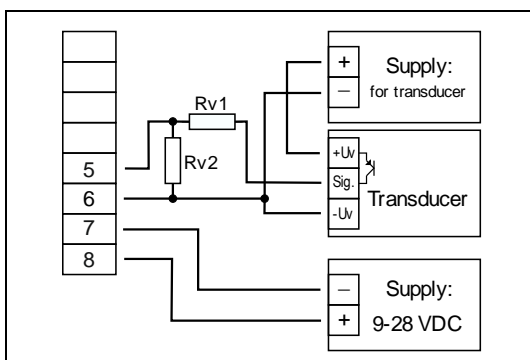 5
6
7
8
Rv1
Rv2
+
−
Supply:
for transducer
+Uv
Sig.
-Uv
Transducer
−
+
Supply:
9-28 VDC